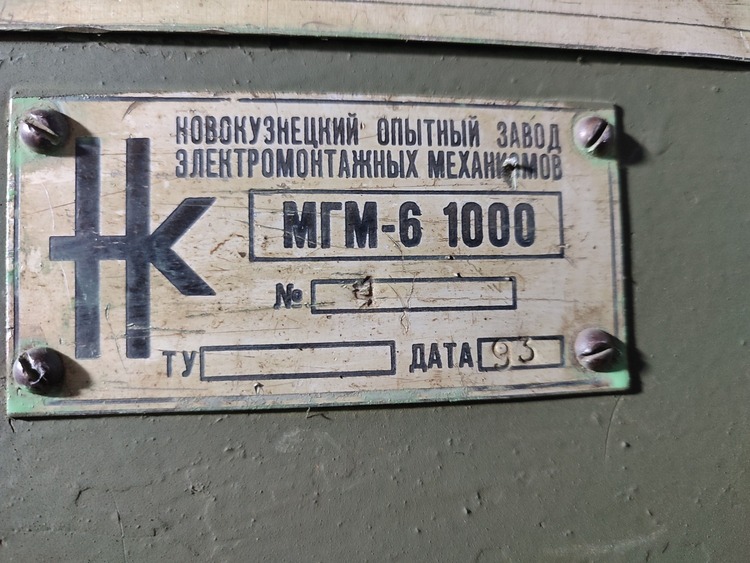 НОВОКУЗНЕЦКИЙ ОПЫТНЫЙ ЗАВОД
ЭЛЕКТРОМОНТАЖНЫХ МЕХАНИЗМОВ
НК
МГМ-6 1000
№ 1
ТУ
ДАТА 93